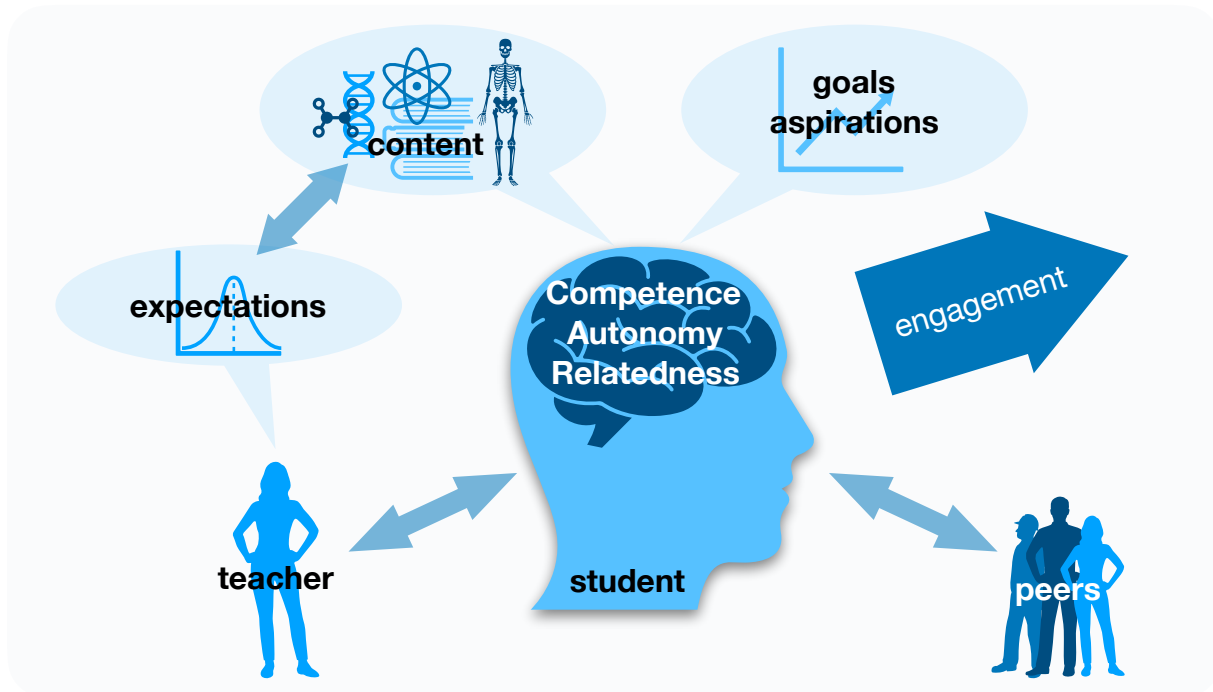 content
goals
aspirations
expectations
Competence
Autonomy
Relatedness
engagement
teacher
student
peers